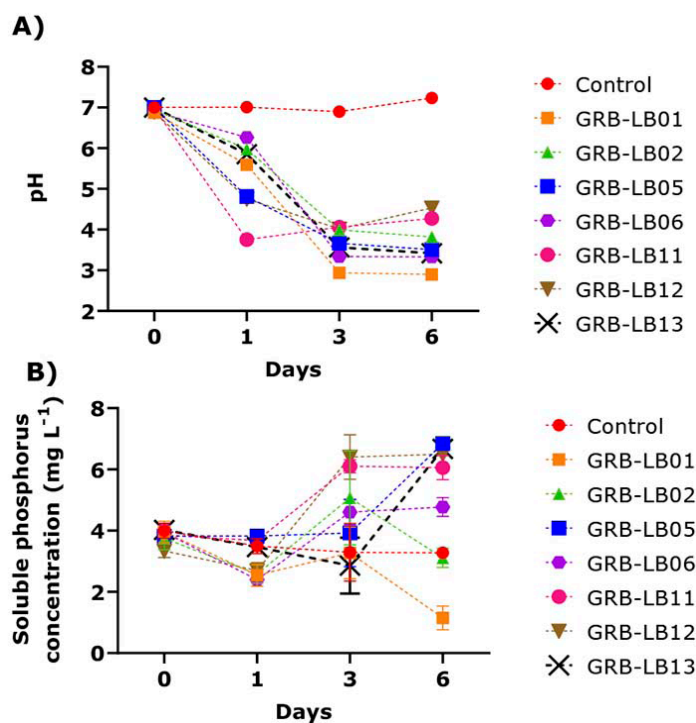 A)
8
7
6
5
4
3
2
pH
0 1 3 6
Days
Control
GRB-LB01
GRB-LB02
GRB-LB05
GRB-LB06
GRB-LB11
GRB-LB12
GRB-LB13
B)
8
6
4
2
0
Soluble phosphorus
concentration (mg L⁻¹)
0 1 3 6
Days
Control
GRB-LB01
GRB-LB02
GRB-LB05
GRB-LB06
GRB-LB11
GRB-LB12
GRB-LB13